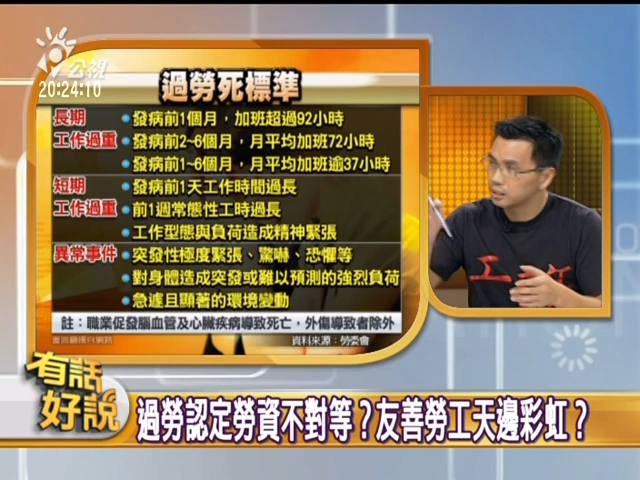 公視
20:24:10
過勞死標準
長期
工作過重
發病前1個月，加班超過92小時
發病前2~6個月，月平均加班72小時
發病前1~6個月，月平均加班逾37小時
短期
工作過重
發病前1天工作時間過長
前1週常態性工時過長
工作型態與負荷造成精神緊張
異常事件
突發性極度緊張、驚嚇、恐懼等
對身體造成突發或難以預測的強烈負荷
急遽且顯著的環境變動
註：職業促發腦血管及心臟疾病導致死亡，外傷導致者除外
資料來源：勞委會
有話好說
過勞認定勞資不對等？友善勞工天邊彩虹？